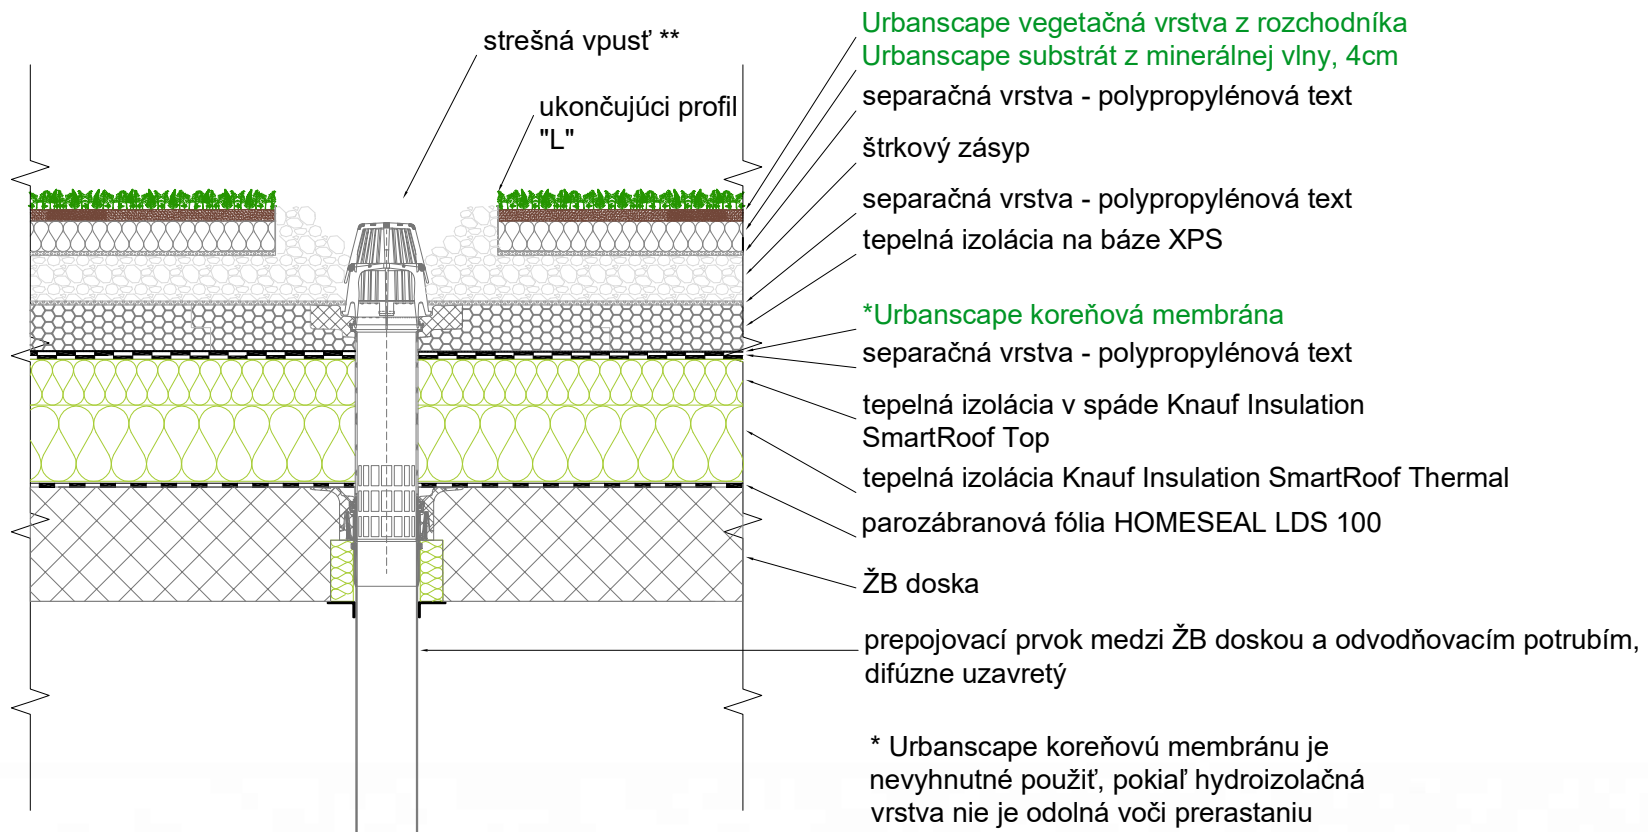 strešná vpusť **
ukončujúci profil
"L"
Urbanscape vegetačná vrstva z rozchodníka
Urbanscape substrát z minerálnej vlny, 4cm
separačná vrstva - polypropylénová text
štrkový zásyp
separačná vrstva - polypropylénová text
tepelná izolácia na báze XPS
*Urbanscape koreňová membrána
separačná vrstva - polypropylénová text
tepelná izolácia v spáde Knauf Insulation
SmartRoof Top
tepelná izolácia Knauf Insulation SmartRoof Thermal
parozábranová fólia HOMESEAL LDS 100
ŽB doska
prepojovací prvok medzi ŽB doskou a odvodňovacím potrubím,
difúzne uzavretý
* Urbanscape koreňovú membránu je
nevyhnutné použiť, pokiaľ hydroizolačná
vrstva nie je odolná voči prerastaniu